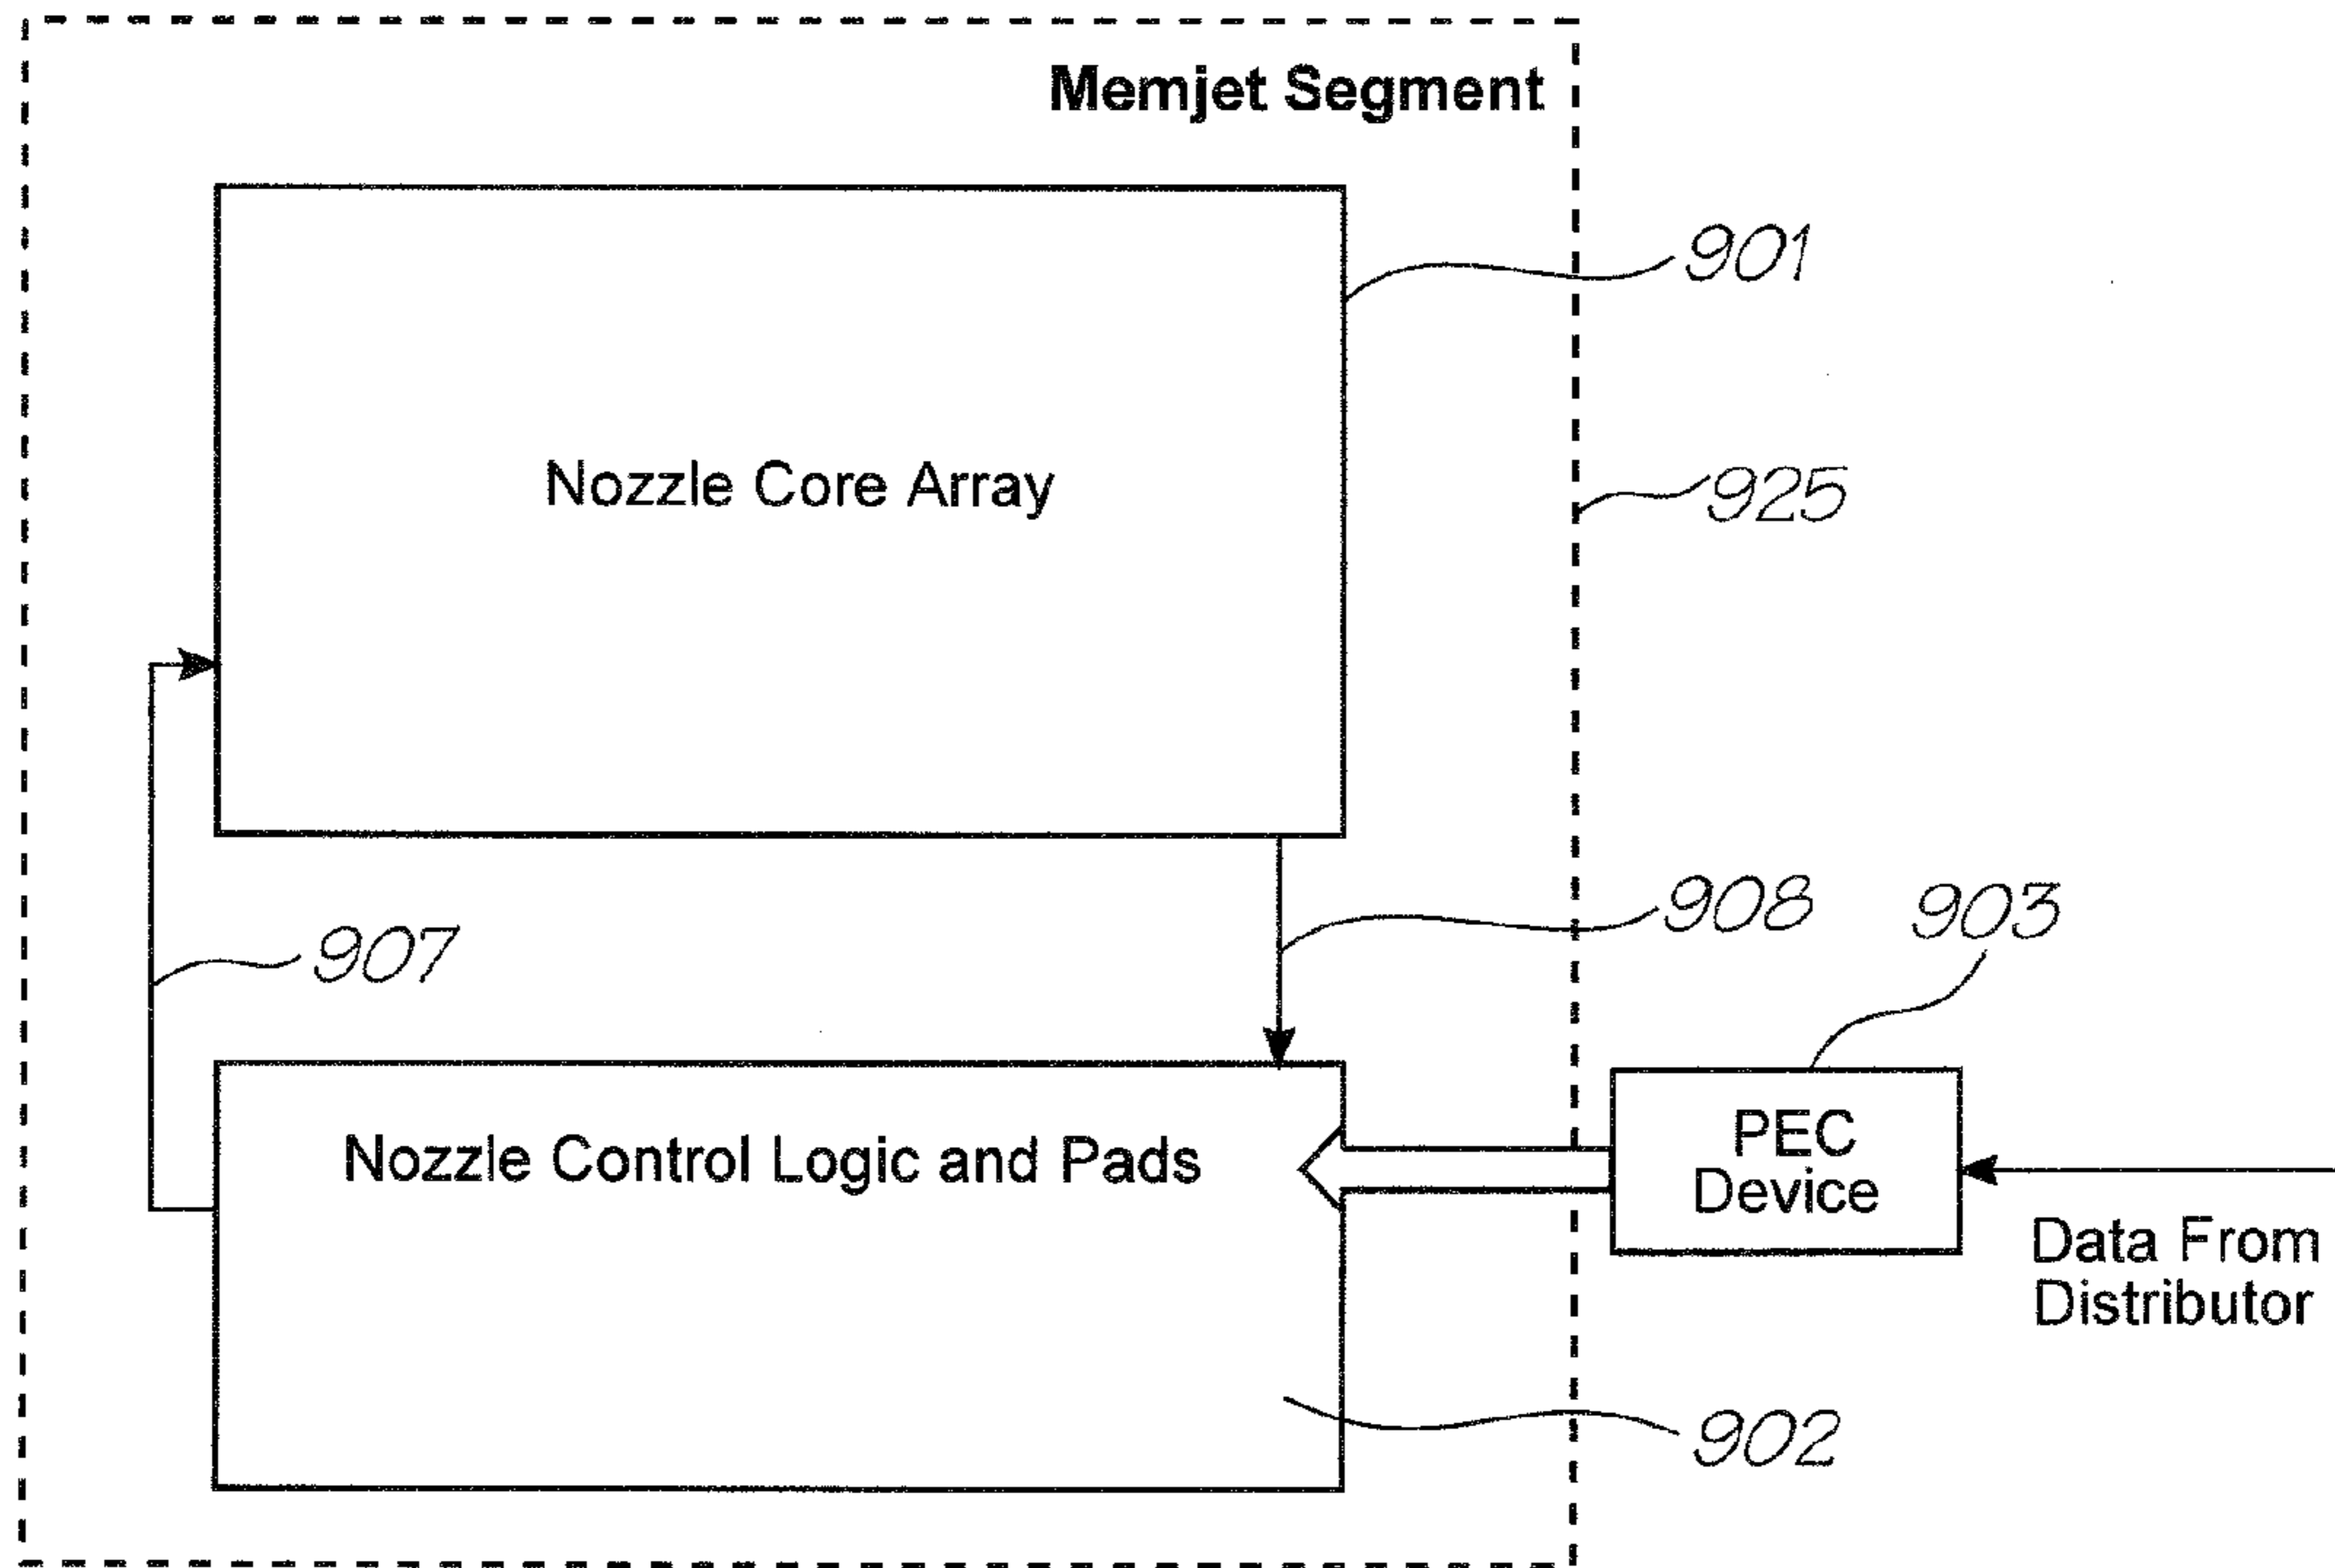 Memjet Segment
901
Nozzle Core Array
925
908
903
907
Nozzle Control Logic and Pads
PEC
Device
Data From
Distributor
902